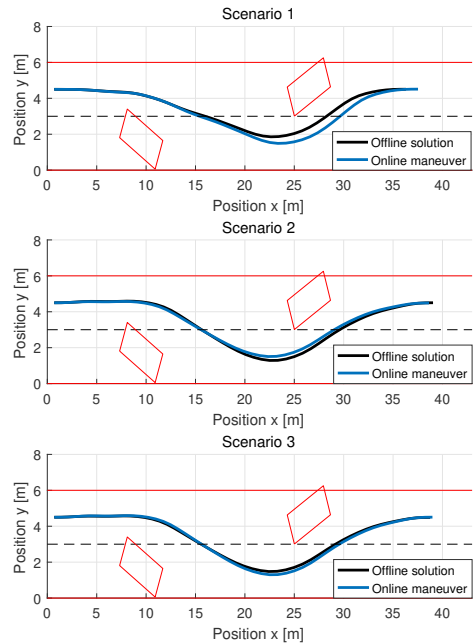 Scenario 1
Position y [m]
8
6
4
2
0
Offline solution
Online maneuver
0 5 10 15 20 25 30 35 40
Position x [m]
Scenario 2
Position y [m]
8
6
4
2
0
Offline solution
Online maneuver
0 5 10 15 20 25 30 35 40
Position x [m]
Scenario 3
Position y [m]
8
6
4
2
0
Offline solution
Online maneuver
0 5 10 15 20 25 30 35 40
Position x [m]